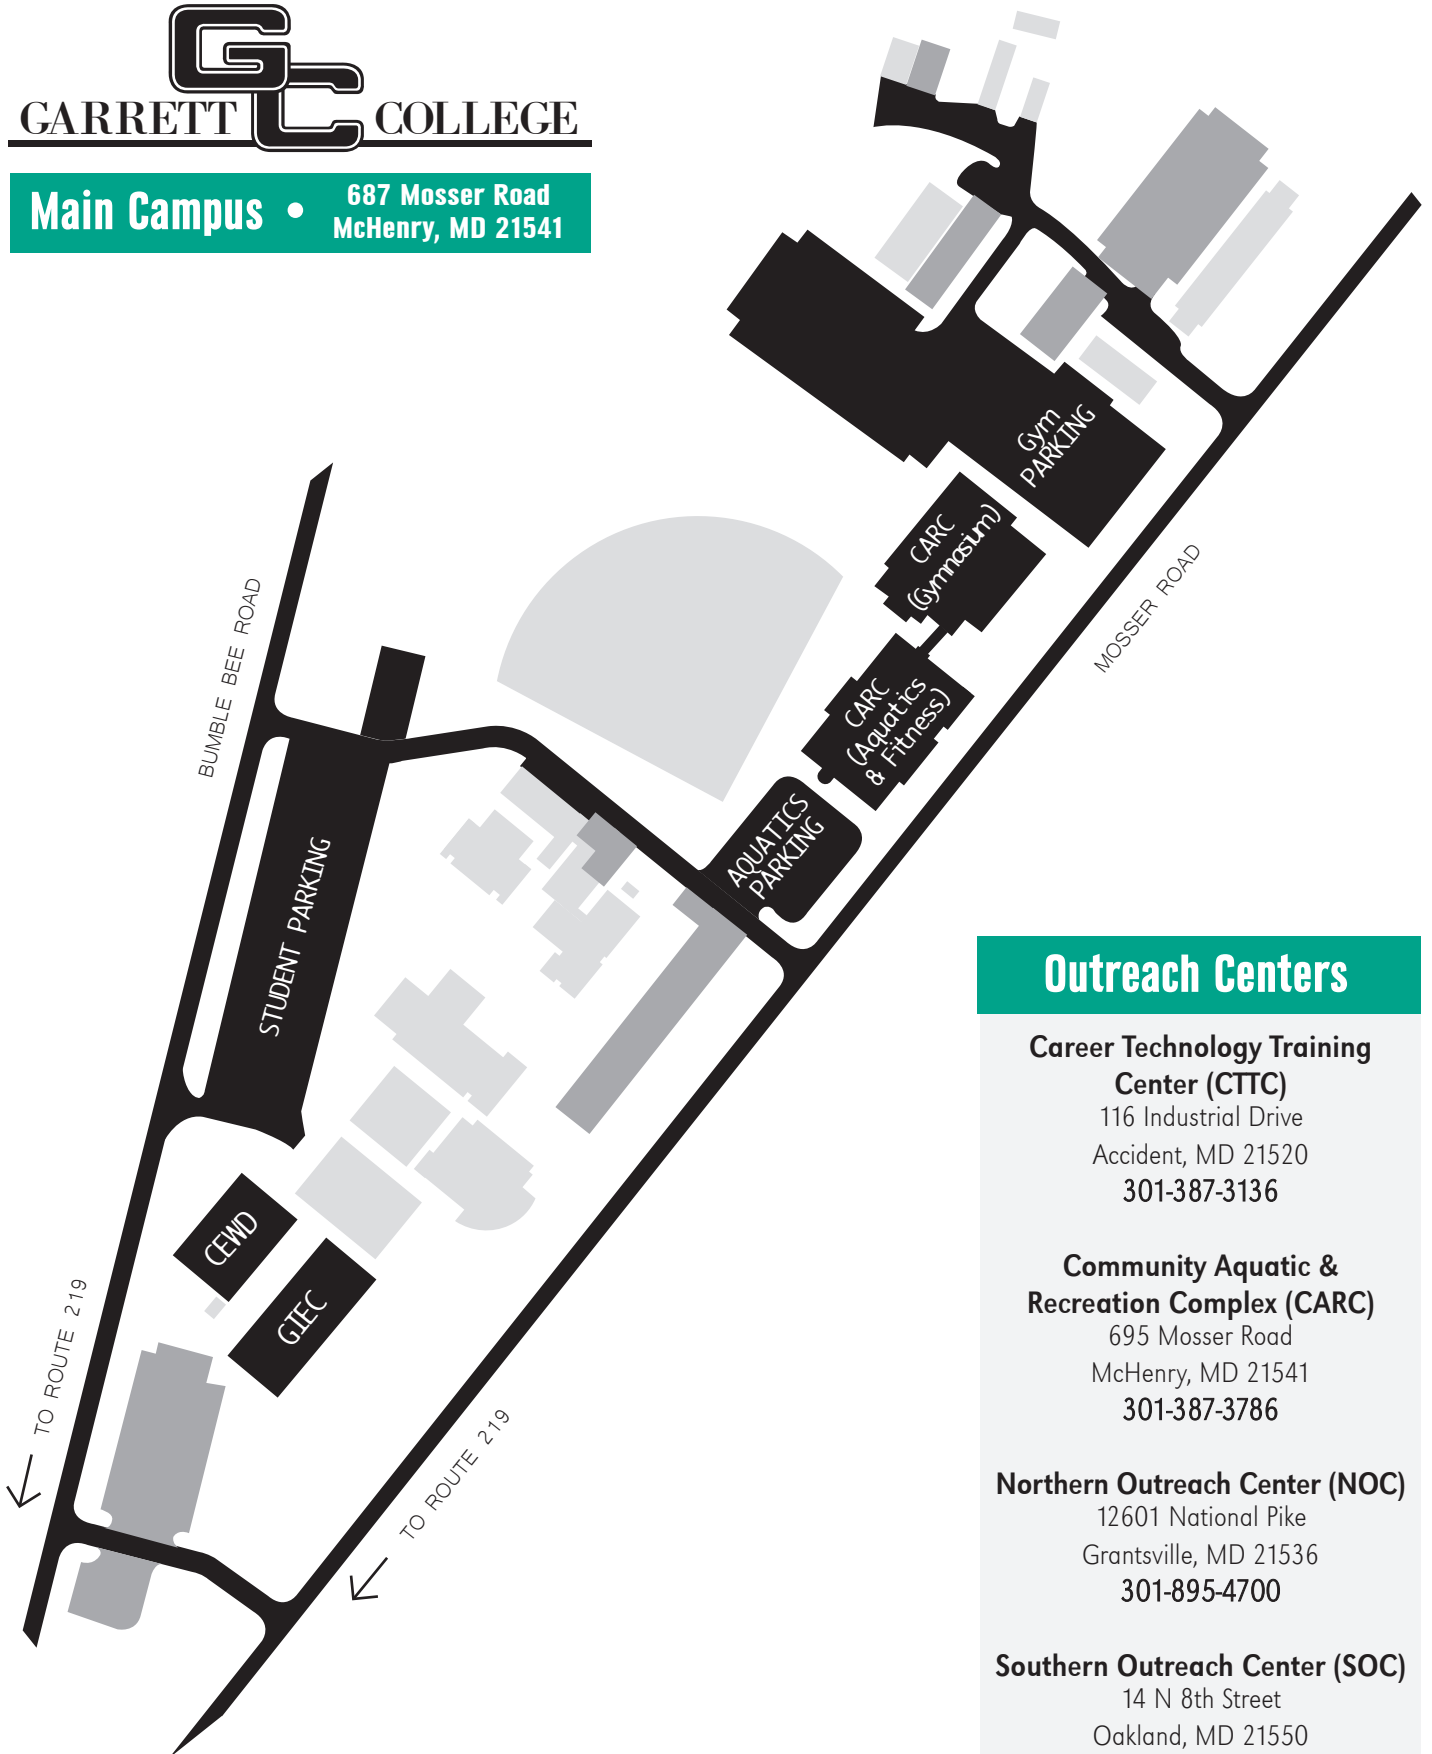 GC
GARRETT COLLEGE
Main Campus •
687 Mosser Road
McHenry, MD 21541
Gym
PARKING
CARC
(Gymnasium)
MOSSER ROAD
CARC
(Aquatics
& Fitness)
AQUATICS
PARKING
BUMBLE BEE ROAD
STUDENT PARKING
CEWD
GIEC
TO ROUTE 219
TO ROUTE 219
Outreach Centers
Career Technology Training
Center (CTTC)
116 Industrial Drive
Accident, MD 21520
301-387-3136
Community Aquatic &
Recreation Complex (CARC)
695 Mosser Road
McHenry, MD 21541
301-387-3786
Northern Outreach Center (NOC)
12601 National Pike
Grantsville, MD 21536
301-895-4700
Southern Outreach Center (SOC)
14 N 8th Street
Oakland, MD 21550